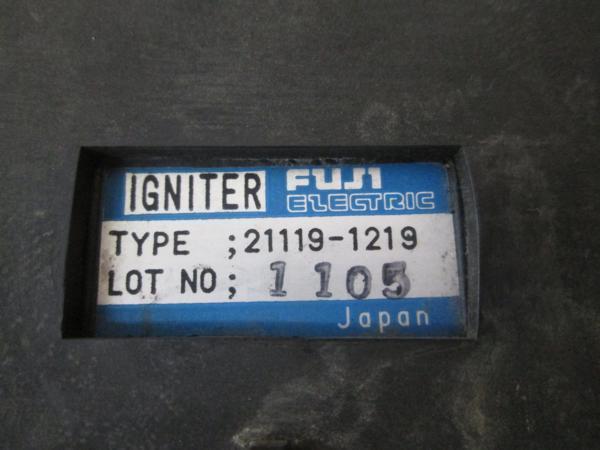 IGNITER FUJI
ELECTRIC
TYPE ; 21119-1219
LOT NO ; 1105
Japan